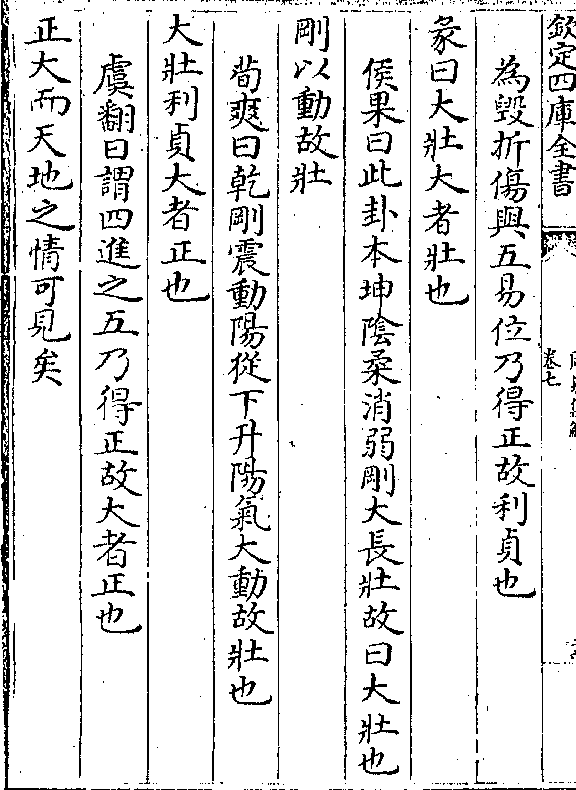 欽定四庫全書
卷七
為毀折傷與五易位乃得正故利貞也
彖曰大壯大者壯也
侯果曰此卦本坤陰柔消弱剛大長壯故曰大壯也
剛以動故壯
荀爽曰乾剛震動陽從下升陽氣大動故壯也
大壯利貞大者正也
虞翻曰謂四進之五乃得正故大者正也
正大而天地之情可見矣